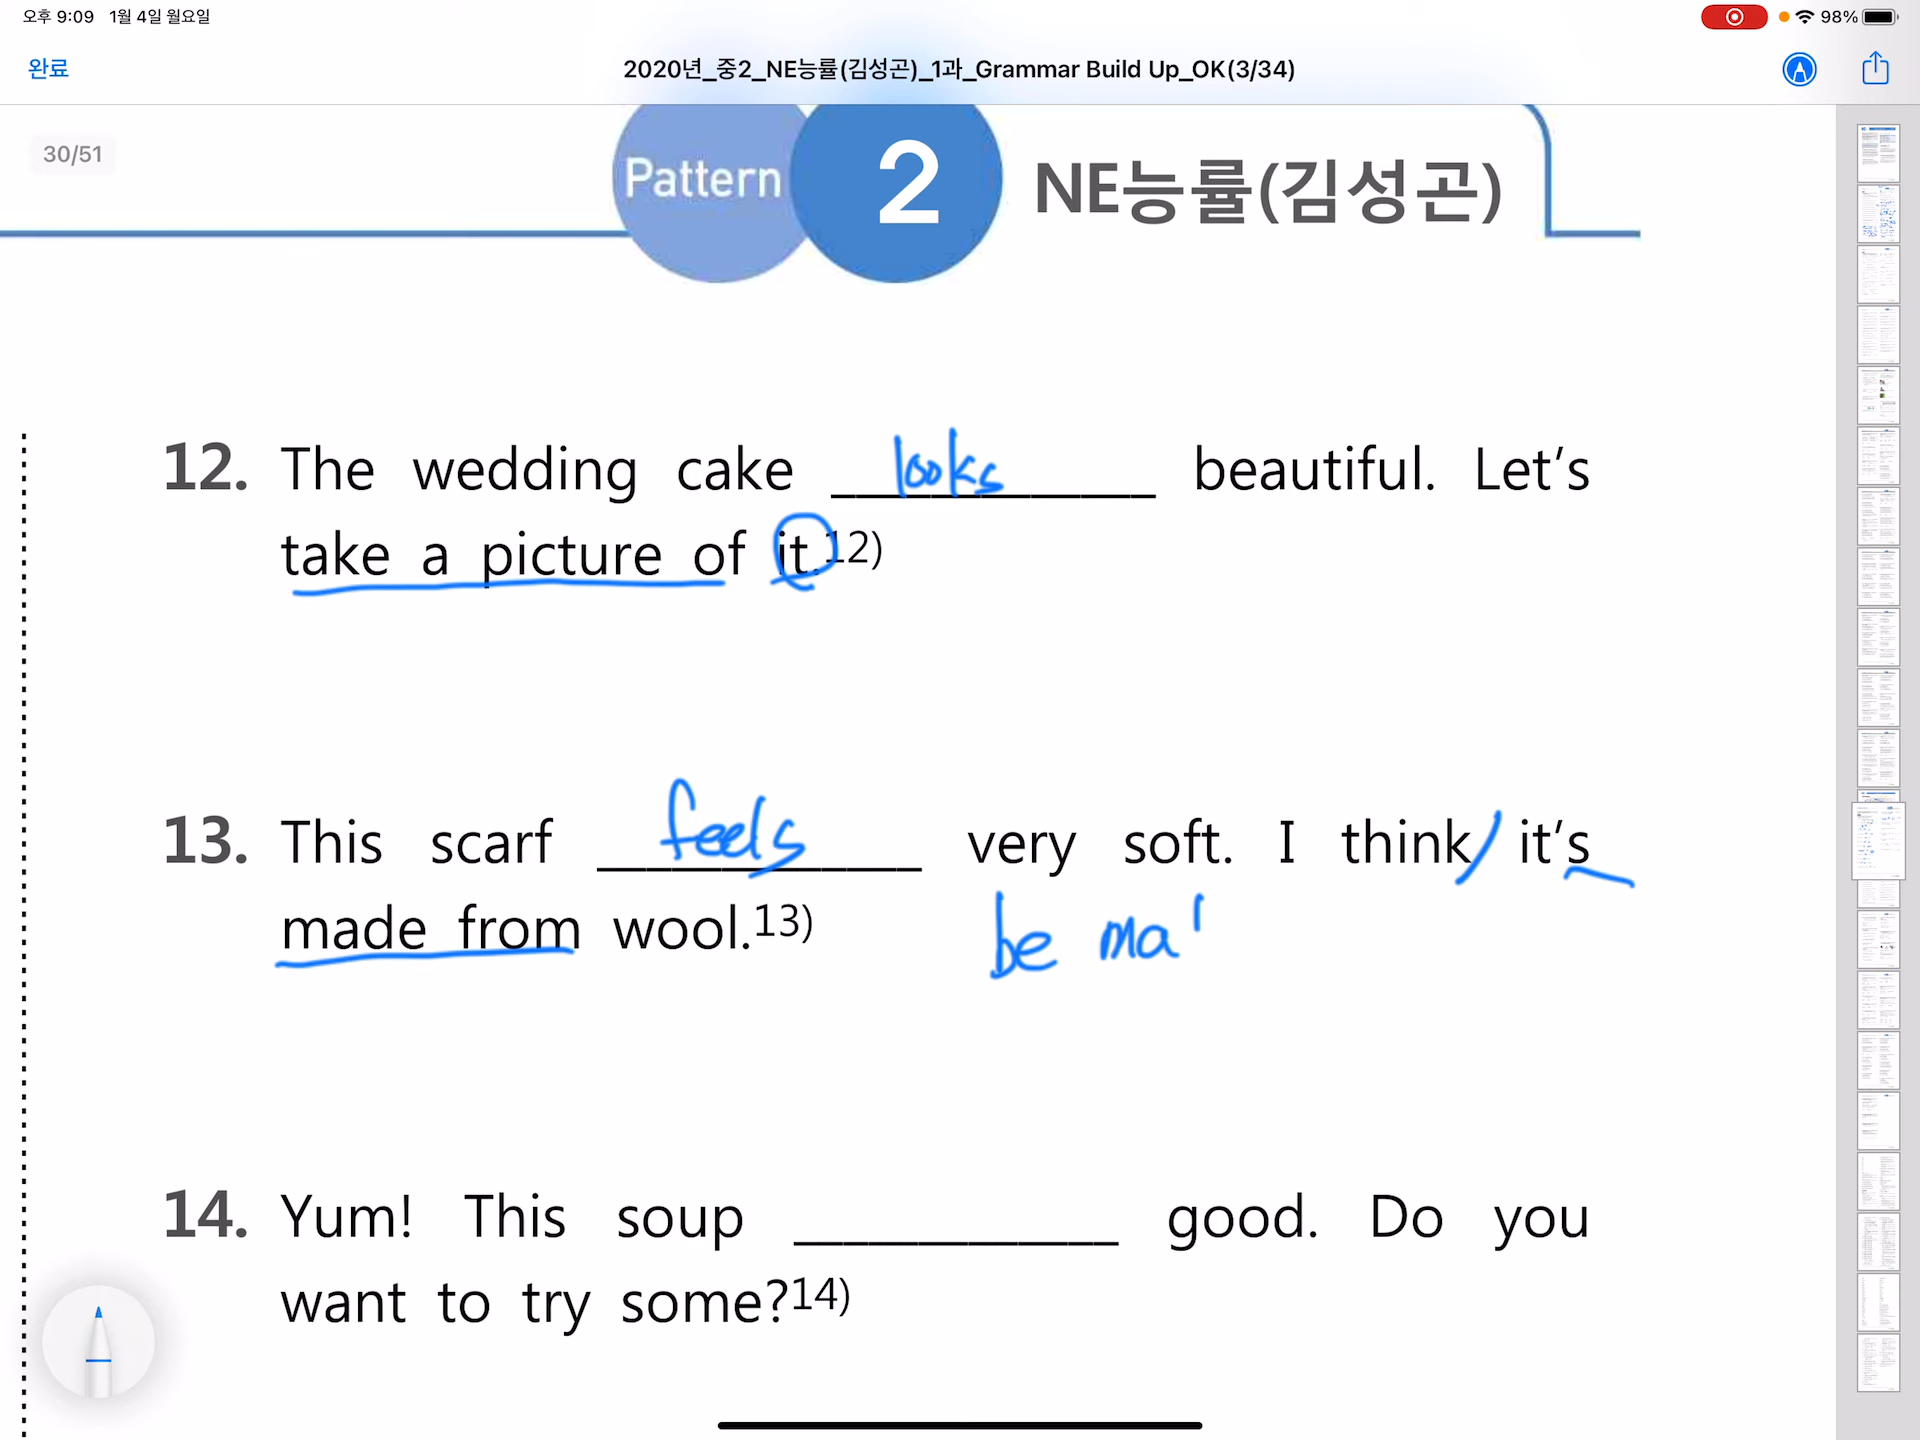 오후 9:09 1월 4일 월요일
98%
완료
2020년_중2_NE능률(김성곤)_1과_Grammar Build Up_OK(3/34)
30/51
Pattern 2 NE능률(김성곤)
12. The wedding cake looks beautiful. Let's
take a picture of it.12)
13. This scarf feels very soft. I think/ it's
made from wool.13)
be ma
14. Yum! This soup ____________ good. Do you
want to try some?14)